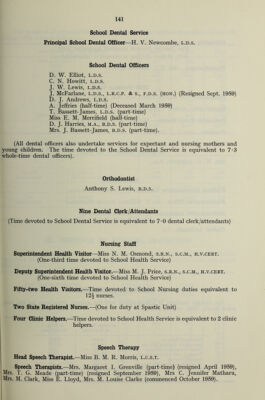 141
School Dental Service
Principal School Dental Officer—H. V. Newcombe, L.D.S.
School Dental Officers
D. W. Elliot, L.D.S.
C. N. Howitt, L.D.S.
J. W. Lewis, L.D.S.
J. McFarlane, L.D.S., L.R.C.P. & S., F.D.S. (HON.) (Resigned Sept. 1959)
D. J. Andrews, L.D.S.
A. Jeffries (half-time) (Deceased March 1959)
T. Bassett-James, L.D.S. (part-time)
Miss E. M. Merrifield (half-time)
D. J. Harries, M.A., B.D.S. (part-time).
Mrs. J. Bassett-James, B.D.S. (part-time).
(All dental officers also undertake services for expectant and nursing mothers and
young children. The time devoted to the School Dental Service is equivalent to 7·3
whole-time dental officers).
Orthodontist
Anthony S. Lewis, B.D.S.
Nine Dental Clerk/Attendants
(Time devoted to School Dental Service is equivalent to 7·0 dental clerk/attendants)
Nursing Staff
Superintendent Health Visitor—Miss N. M. Osmond, S.R.N., S.C.M., H.V.CERT.
(One-third time devoted to School Health Service)
Deputy Superintendent Health Visitor.—Miss M. J. Price, S.R.N., S.C.M., H.V.CERT.
(One-sixth time devoted to School Health Service)
Fifty-two Health Visitors.—Time devoted to School Nursing duties equivalent to
12½ nurses.
Two State Registered Nurses.—(One for duty at Spastic Unit)
Four Clinic Helpers.—Time devoted to School Health Service is equivalent to 2 clinic
helpers.
Speech Therapy
Head Speech Therapist.—Miss B. M. R. Morris, L.C.S.T.
Speech Therapists.—Mrs. Margaret I. Grenville (part-time) (resigned April 1959),
Mrs. T. G. Meade (part-time) (resigned September 1959), Mrs C. Jennifer Mathara,
Mrs. M. Clark, Miss E. Lloyd, Mrs. M. Louise Clarke (commenced October 1959).